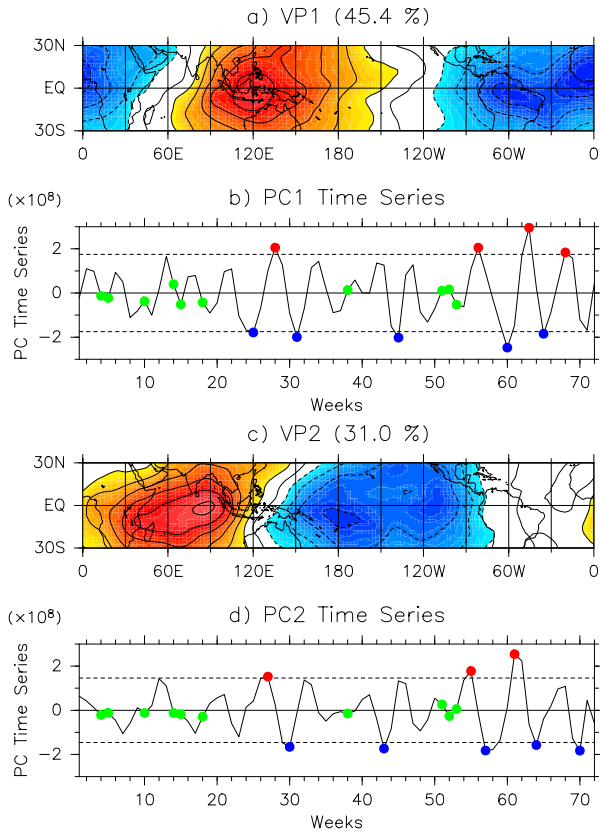 a) VP1 (45.4 %)
30N
EQ
30S
0 60E 120E 180 120W 60W 0
(×10⁸) b) PC1 Time Series
PC Time Series
2
0
−2
10 20 30 40 50 60 70
Weeks
c) VP2 (31.0 %)
30N
EQ
30S
0 60E 120E 180 120W 60W 0
(×10⁸) d) PC2 Time Series
PC Time Series
2
0
−2
10 20 30 40 50 60 70
Weeks